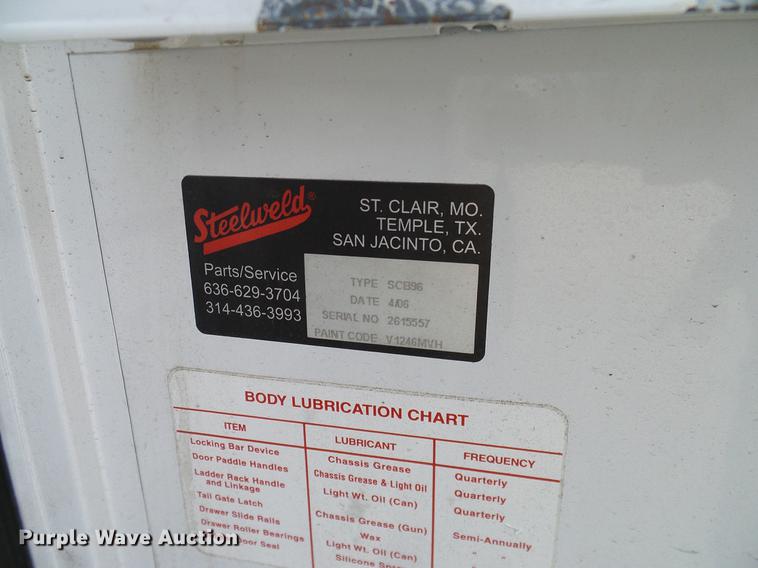 Steelweld®
ST. CLAIR, MO.
TEMPLE, TX.
SAN JACINTO, CA.
Parts/Service
636-629-3704
314-436-3993
TYPE SCB96
DATE 4/06
SERIAL NO 2615557
PAINT CODE V1246MVH
BODY LUBRICATION CHART
ITEM LUBRICANT FREQUENCY
Locking Bar Device Chassis Grease Quarterly
Door Paddle Handles Chassis Grease & Light Oil Quarterly
Ladder Rack Handle
and Linkage Light Wt. Oil (Can) Quarterly
Tail Gate Latch Chassis Grease (Gun) Semi-Annually
Drawer Slide Rails Wax " "
Drawer Roller Bearings Light Wt. Oil (Can) "
oor Seal Silicone
Purple Wave Auction